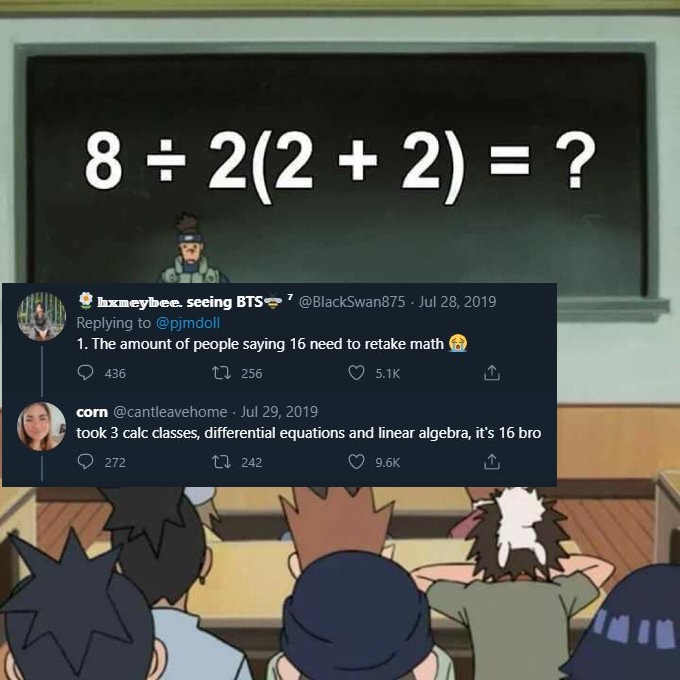 8 ÷ 2(2 + 2) = ?
hxneybee. seeing BTS ⁷ @BlackSwan875 · Jul 28, 2019
Replying to @pjmdoll
1. The amount of people saying 16 need to retake math 😭
436 256 5.1K
corn @cantleavehome · Jul 29, 2019
took 3 calc classes, differential equations and linear algebra, it's 16 bro
272 242 9.6K